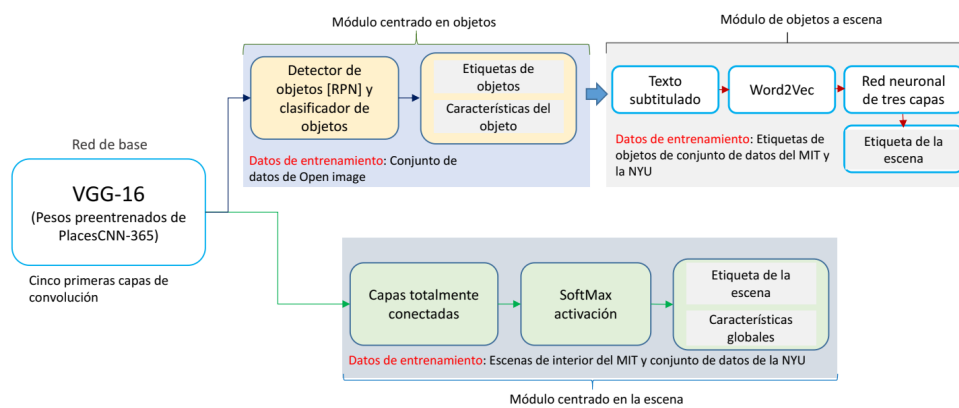 Módulo centrado en objetos
Módulo de objetos a escena
Detector de
objetos [RPN] y
clasificador de
objetos
Etiquetas de
objetos
Características del
objeto
Datos de entrenamiento: Conjunto de
datos de Open image
Texto
subtitulado
Word2Vec
Red neuronal
de tres capas
Etiqueta de la
escena
Datos de entrenamiento: Etiquetas de
objetos de conjunto de datos del MIT y
la NYU
Red de base
VGG-16
(Pesos preentrenados de
PlacesCNN-365)
Cinco primeras capas de
convolución
Capas totalmente
conectadas
SoftMax
activación
Etiqueta de la
escena
Características
globales
Datos de entrenamiento: Escenas de interior del MIT y conjunto de datos de la NYU
Módulo centrado en la escena